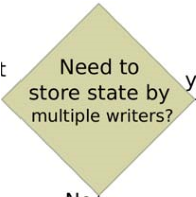 Need to
store state by
multiple writers?